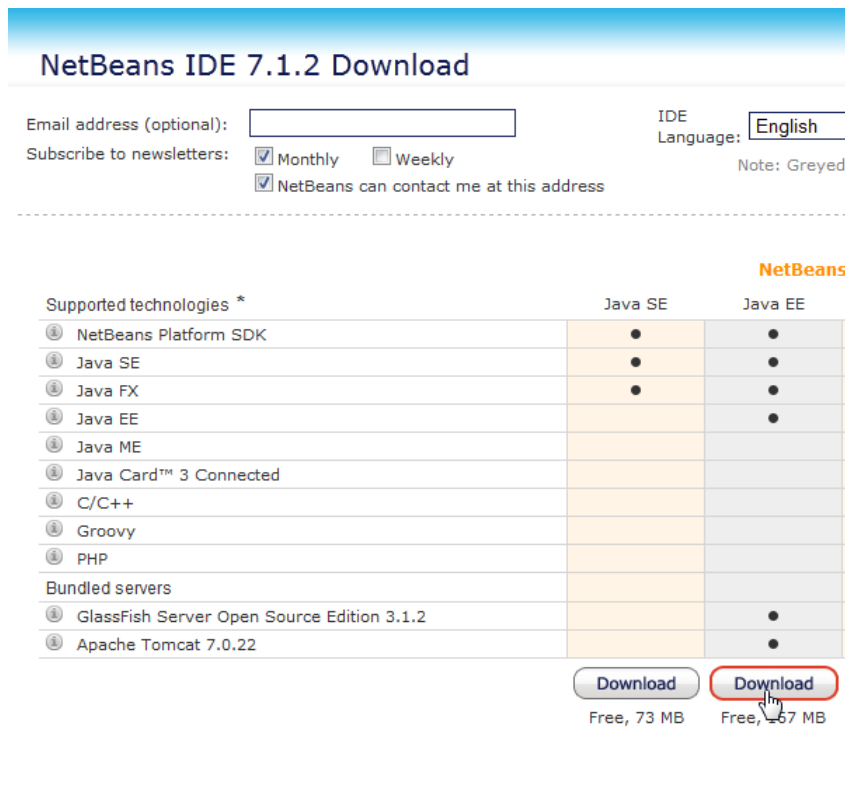 NetBeans IDE 7.1.2 Download
Email address (optional):
IDE
Language:
English
Subscribe to newsletters:
Monthly
Weekly
Note: Greyed
NetBeans can contact me at this address
NetBeans
Supported technologies *
Java SE
Java EE
NetBeans Platform SDK
Java SE
Java FX
Java EE
Java ME
Java Card™ 3 Connected
C/C++
Groovy
PHP
Bundled servers
GlassFish Server Open Source Edition 3.1.2
Apache Tomcat 7.0.22
Download
Download
Free, 73 MB
Free, MB